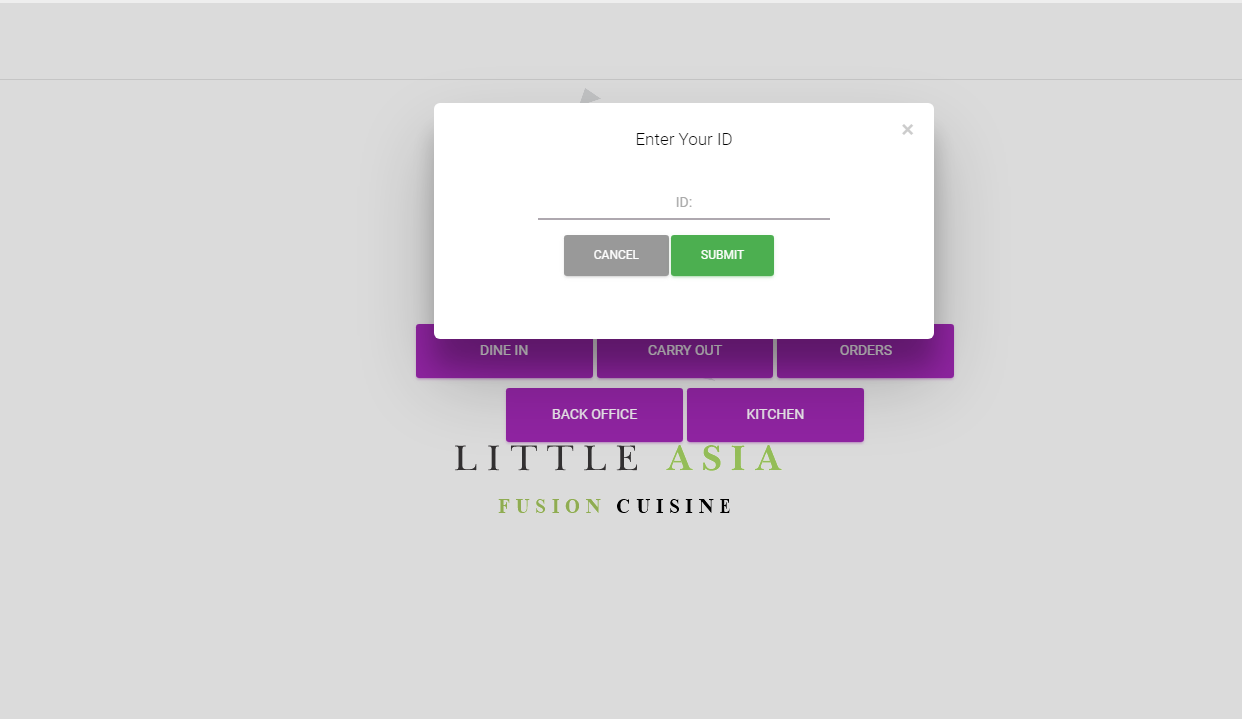 Enter Your ID
×
ID:
CANCEL SUBMIT
DINE IN CARRY OUT ORDERS
BACK OFFICE KITCHEN
LITTLE ASIA
FUSION CUISINE